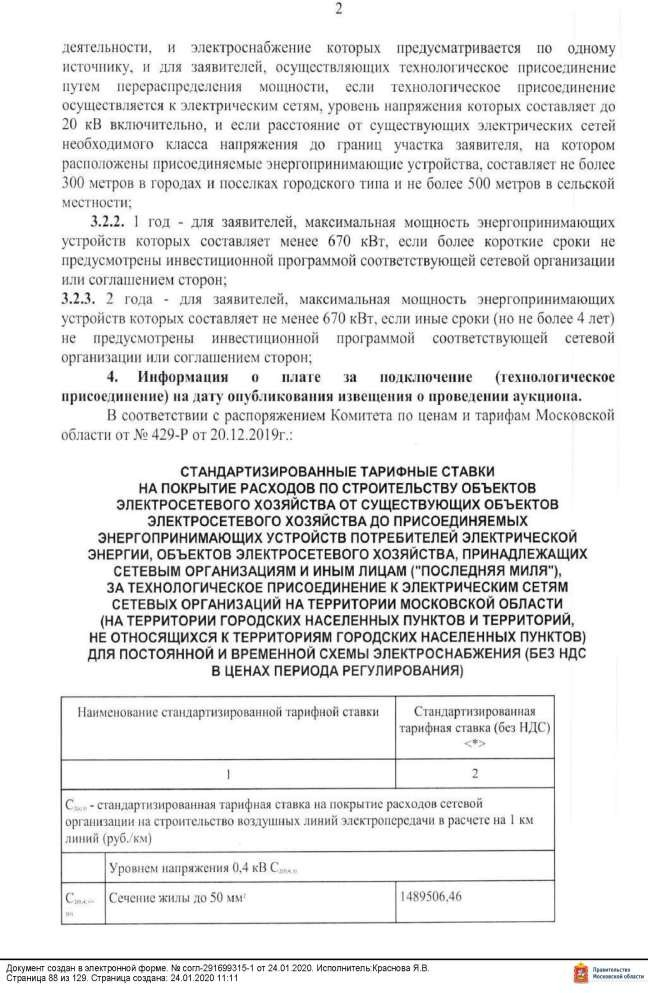 2
деятельности, и электроснабжение которых предусматривается по одному
источнику, и для заявителей, осуществляющих технологическое присоединение
путем перераспределения мощности, если технологическое присоединение
осуществляется к электрическим сетям, уровень напряжения которых составляет до
20 кВ включительно, и если расстояние от существующих электрических сетей
необходимого класса напряжения до границ участка заявителя, на котором
расположены присоединяемые энергопринимающие устройства, составляет не более
300 метров в городах и поселках городского типа и не более 500 метров в сельской
местности;
3.2.2. 1 год - для заявителей, максимальная мощность энергопринимающих
устройств которых составляет менее 670 кВт, если более короткие сроки не
предусмотрены инвестиционной программой соответствующей сетевой организации
или соглашением сторон;
3.2.3. 2 года - для заявителей, максимальная мощность энергопринимающих
устройств которых составляет не менее 670 кВт, если иные сроки (но не более 4 лет)
не предусмотрены инвестиционной программой соответствующей сетевой
организации или соглашением сторон;
4. Информация о плате за подключение (технологическое
присоединение) на дату опубликования извещения о проведении аукциона.
В соответствии с распоряжением Комитета по ценам и тарифам Московской
области от № 429-Р от 20.12.2019г.:
СТАНДАРТИЗИРОВАННЫЕ ТАРИФНЫЕ СТАВКИ
НА ПОКРЫТИЕ РАСХОДОВ ПО СТРОИТЕЛЬСТВУ ОБЪЕКТОВ
ЭЛЕКТРОСЕТЕВОГО ХОЗЯЙСТВА ОТ СУЩЕСТВУЮЩИХ ОБЪЕКТОВ
ЭЛЕКТРОСЕТЕВОГО ХОЗЯЙСТВА ДО ПРИСОЕДИНЯЕМЫХ
ЭНЕРГОПРИНИМАЮЩИХ УСТРОЙСТВ ПОТРЕБИТЕЛЕЙ ЭЛЕКТРИЧЕСКОЙ
ЭНЕРГИИ, ОБЪЕКТОВ ЭЛЕКТРОСЕТЕВОГО ХОЗЯЙСТВА, ПРИНАДЛЕЖАЩИХ
СЕТЕВЫМ ОРГАНИЗАЦИЯМ И ИНЫМ ЛИЦАМ ("ПОСЛЕДНЯЯ МИЛЯ"),
ЗА ТЕХНОЛОГИЧЕСКОЕ ПРИСОЕДИНЕНИЕ К ЭЛЕКТРИЧЕСКИМ СЕТЯМ
СЕТЕВЫХ ОРГАНИЗАЦИЙ НА ТЕРРИТОРИИ МОСКОВСКОЙ ОБЛАСТИ
(НА ТЕРРИТОРИИ ГОРОДСКИХ НАСЕЛЕННЫХ ПУНКТОВ И ТЕРРИТОРИЙ,
НЕ ОТНОСЯЩИХСЯ К ТЕРРИТОРИЯМ ГОРОДСКИХ НАСЕЛЕННЫХ ПУНКТОВ)
ДЛЯ ПОСТОЯННОЙ И ВРЕМЕННОЙ СХЕМЫ ЭЛЕКТРОСНАБЖЕНИЯ (БЕЗ НДС
В ЦЕНАХ ПЕРИОДА РЕГУЛИРОВАНИЯ)
Наименование стандартизированной тарифной ставки
Стандартизированная
тарифная ставка (без НДС)
<*>
1
2
- стандартизированная тарифная ставка на покрытие расходов сетевой
организации на строительство воздушных линий электропередачи в расчете на 1 км
линий (руб./км)
Уровнем напряжения 0,4 кВ
Сечение жилы до 50 мм²
1489506,46
Документ создан в электронной форме. № согл-291699315-1 от 24.01.2020. Исполнитель:Краснова Я.В.
Страница 88 из 129. Страница создана: 24.01.2020 11:11
Правительство
Московской области